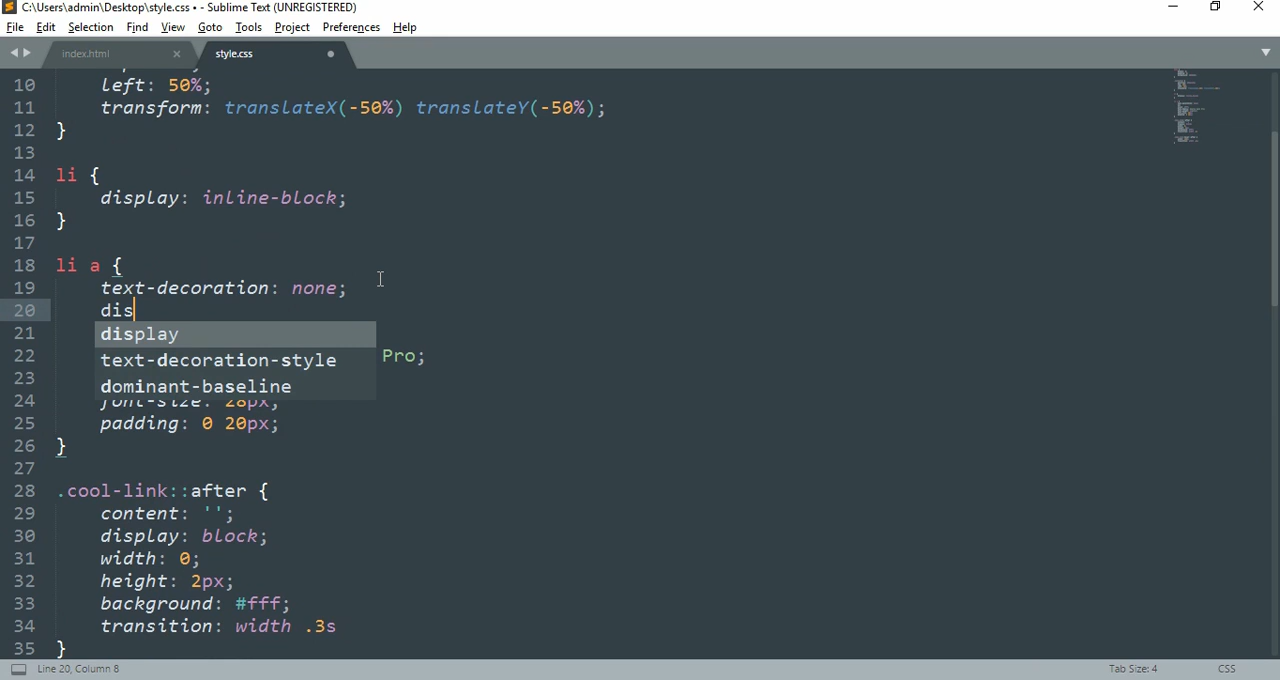 C:\Users\admin\Desktop\style.css • - Sublime Text (UNREGISTERED)
File Edit Selection Find View Goto Tools Project Preferences Help
index.html style.css
10 left: 50%;
11 transform: translateX(-50%) translateY(-50%);
12 }
13
14 li {
15 display: inline-block;
16 }
17
18 li a {
19 text-decoration: none;
20 dis
21 display
22 text-decoration-style Pro;
23 dominant-baseline
24 font-size: 28px;
25 padding: 0 20px;
26 }
27
28 .cool-link::after {
29 content: '';
30 display: block;
31 width: 0;
32 height: 2px;
33 background: #fff;
34 transition: width .3s
35 }
Line 20, Column 8 Tab Size: 4 CSS